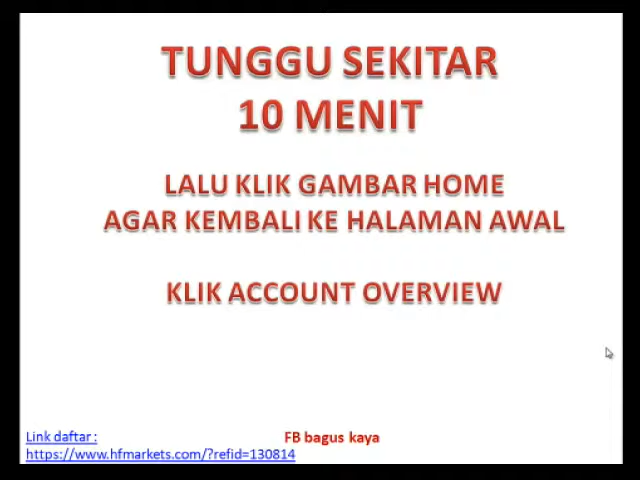 TUNGGU SEKITAR
10 MENIT
LALU KLIK GAMBAR HOME
AGAR KEMBALI KE HALAMAN AWAL
KLIK ACCOUNT OVERVIEW
Link daftar :
https://www.hfmarkets.com/?refid=130814
FB bagus kaya